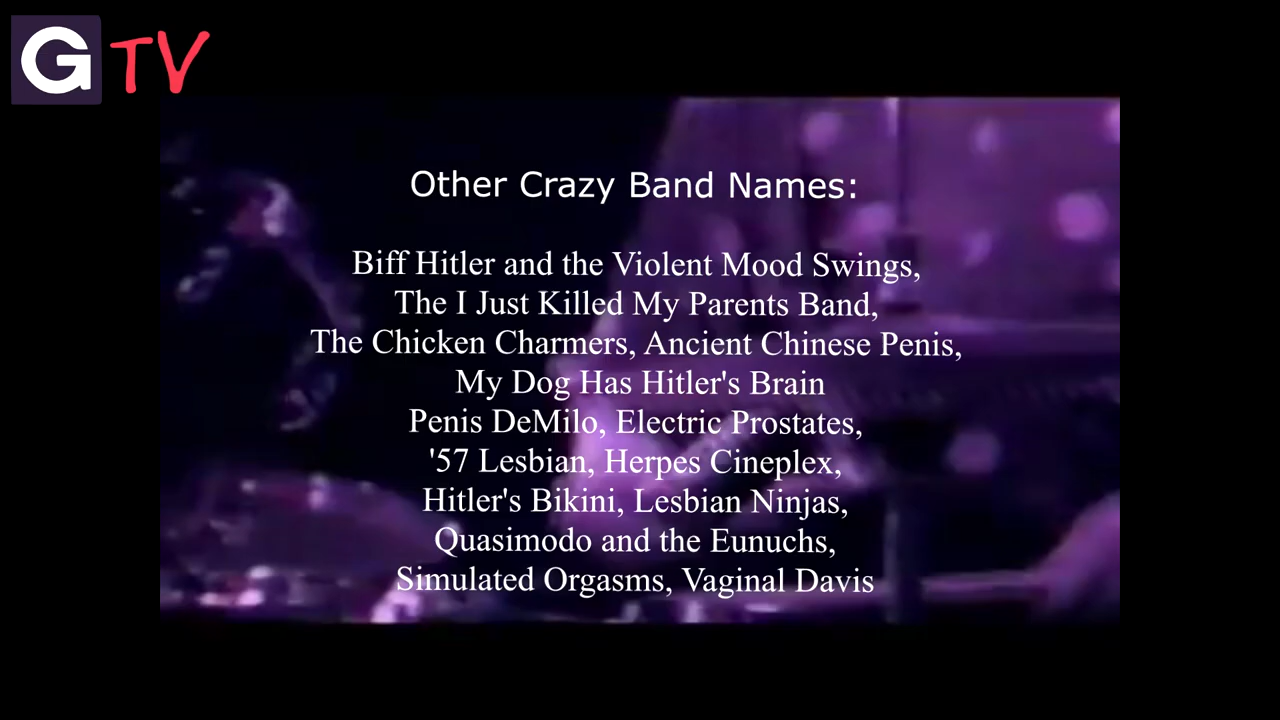 G TV
Other Crazy Band Names:
Biff Hitler and the Violent Mood Swings,
The I Just Killed My Parents Band,
The Chicken Charmers, Ancient Chinese Penis,
My Dog Has Hitler's Brain
Penis DeMilo, Electric Prostates,
'57 Lesbian, Herpes Cineplex,
Hitler's Bikini, Lesbian Ninjas,
Quasimodo and the Eunuchs,
Simulated Orgasms, Vaginal Davis